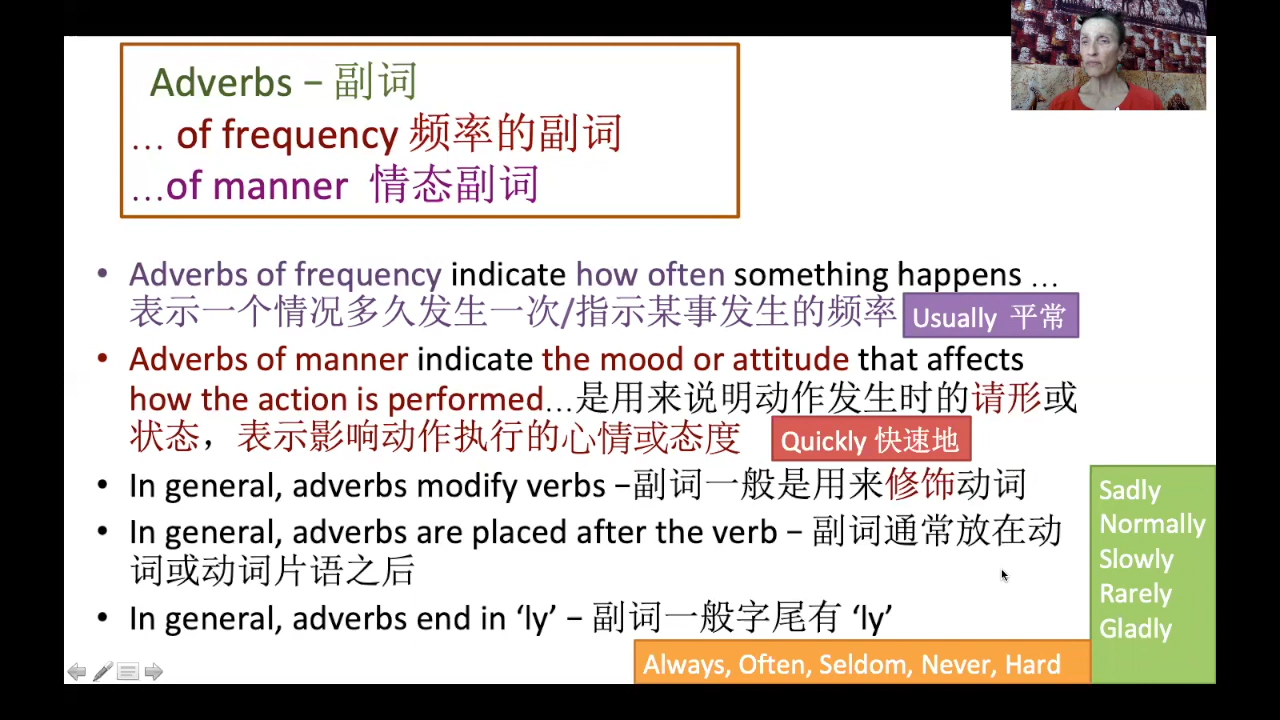 Adverbs – 副词
… of frequency 频率的副词
…of manner 情态副词
• Adverbs of frequency indicate how often something happens …
表示一个情况多久发生一次/指示某事发生的频率
Usually 平常
• Adverbs of manner indicate the mood or attitude that affects
how the action is performed…是用来说明动作发生时的请形或
状态，表示影响动作执行的心情或态度
Quickly 快速地
• In general, adverbs modify verbs –副词一般是用来修饰动词
• In general, adverbs are placed after the verb – 副词通常放在动
词或动词片语之后
• In general, adverbs end in ‘ly’ – 副词一般字尾有 ‘ly’
Sadly
Normally
Slowly
Rarely
Gladly
Always, Often, Seldom, Never, Hard